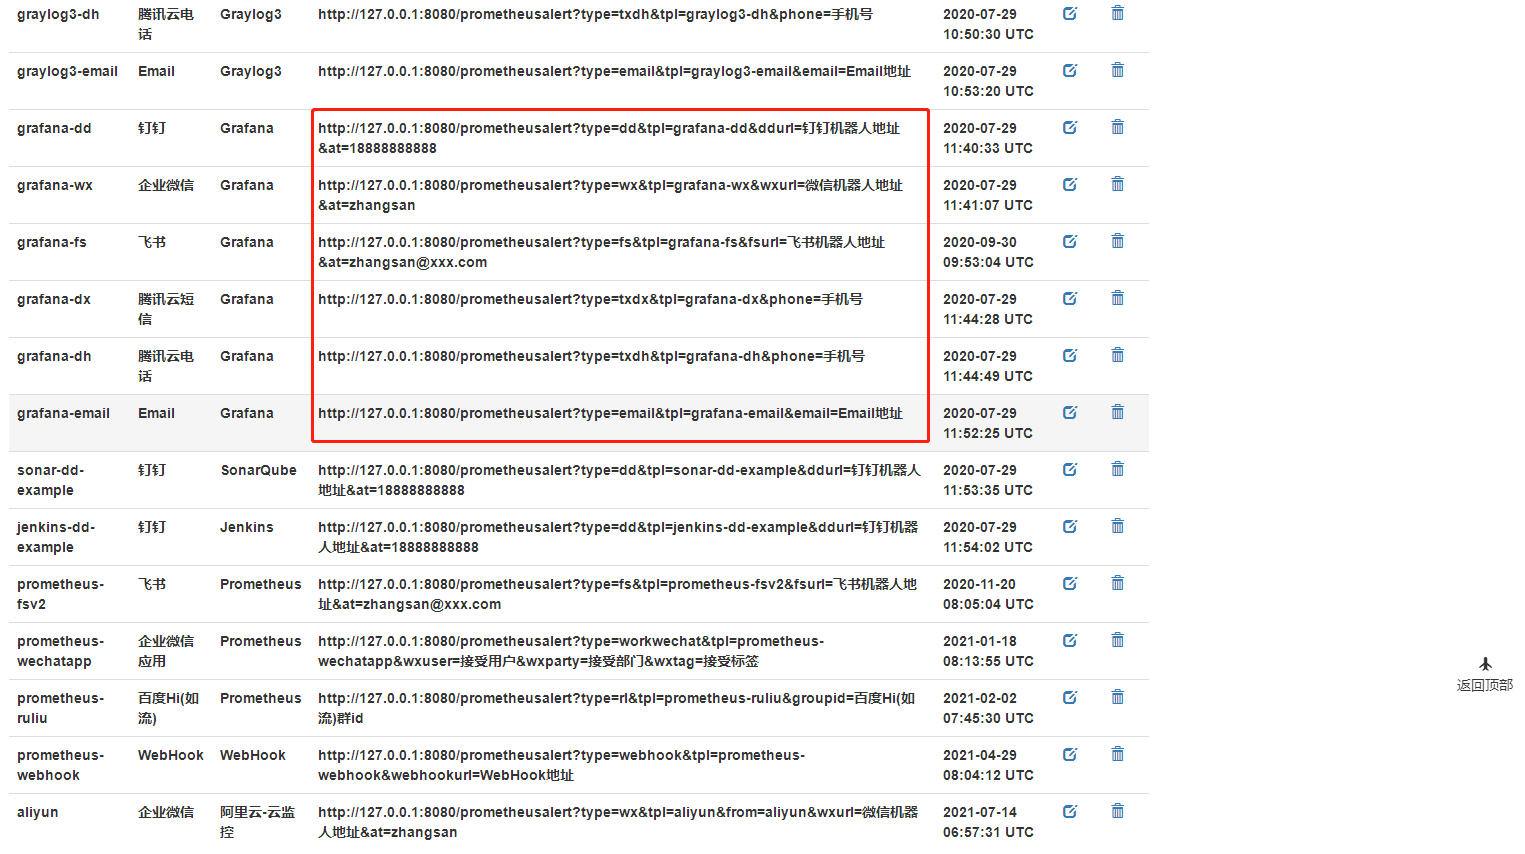 graylog3-dh 腾讯云电 Graylog3 http://127.0.0.1:8080/prometheusalert?type=txdh&tpl=graylog3-dh&phone=手机号 2020-07-29
话 10:50:30 UTC
graylog3-email Email Graylog3 http://127.0.0.1:8080/prometheusalert?type=email&tpl=graylog3-email&email=Email地址 2020-07-29
10:53:20 UTC
grafana-dd 钉钉 Grafana http://127.0.0.1:8080/prometheusalert?type=dd&tpl=grafana-dd&ddurl=钉钉机器人地址 2020-07-29
&at=18888888888 11:40:33 UTC
grafana-wx 企业微信 Grafana http://127.0.0.1:8080/prometheusalert?type=wx&tpl=grafana-wx&wxurl=微信机器人地址 2020-07-29
&at=zhangsan 11:41:07 UTC
grafana-fs 飞书 Grafana http://127.0.0.1:8080/prometheusalert?type=fs&tpl=grafana-fs&fsurl=飞书机器人地址 2020-09-30
&at=zhangsan@xxx.com 09:53:04 UTC
grafana-dx 腾讯云短 Grafana http://127.0.0.1:8080/prometheusalert?type=txdx&tpl=grafana-dx&phone=手机号 2020-07-29
信 11:44:28 UTC
grafana-dh 腾讯云电 Grafana http://127.0.0.1:8080/prometheusalert?type=txdh&tpl=grafana-dh&phone=手机号 2020-07-29
话 11:44:49 UTC
grafana-email Email Grafana http://127.0.0.1:8080/prometheusalert?type=email&tpl=grafana-email&email=Email地址 2020-07-29
11:52:25 UTC
sonar-dd- 钉钉 SonarQube http://127.0.0.1:8080/prometheusalert?type=dd&tpl=sonar-dd-example&ddurl=钉钉机器人 2020-07-29
example 地址&at=18888888888 11:53:35 UTC
jenkins-dd- 钉钉 Jenkins http://127.0.0.1:8080/prometheusalert?type=dd&tpl=jenkins-dd-example&ddurl=钉钉机器 2020-07-29
example 人地址&at=18888888888 11:54:02 UTC
prometheus- 飞书 Prometheus http://127.0.0.1:8080/prometheusalert?type=fs&tpl=prometheus-fsv2&fsurl=飞书机器人地 2020-11-20
fsv2 址&at=zhangsan@xxx.com 08:05:04 UTC
prometheus- 企业微信 Prometheus http://127.0.0.1:8080/prometheusalert?type=workwechat&tpl=prometheus- 2021-01-18
wechatapp 应用 wechatapp&wxuser=接受用户&wxparty=接受部门&wxtag=接受标签 08:13:55 UTC
返回顶部
prometheus- 百度Hi(如 Prometheus http://127.0.0.1:8080/prometheusalert?type=rl&tpl=prometheus-ruliu&groupid=百度Hi(如 2021-02-02
ruliu 流) 流)群id 07:45:30 UTC
prometheus- WebHook WebHook http://127.0.0.1:8080/prometheusalert?type=webhook&tpl=prometheus- 2021-04-29
webhook webhook&webhookurl=WebHook地址 08:04:12 UTC
aliyun 企业微信 阿里云-云监 http://127.0.0.1:8080/prometheusalert?type=wx&tpl=aliyun&from=aliyun&wxurl=微信机器 2021-07-14
控 人地址&at=zhangsan 06:57:31 UTC